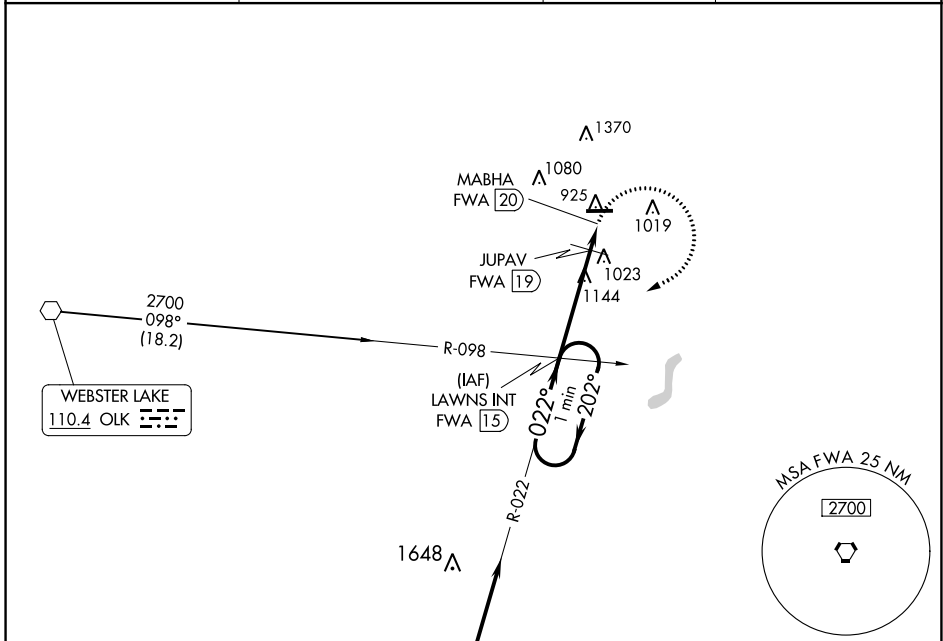 1370
1080
MABHA
FWA 20
925
1019
JUPAV
FWA 19
1023
1144
2700
098°
(18.2)
R-098
(IAF)
LAWNS INT
FWA 15
022°
1 min
202°
WEBSTER LAKE
110.4 OLK
R-022
1648
MSA FWA 25 NM
2700